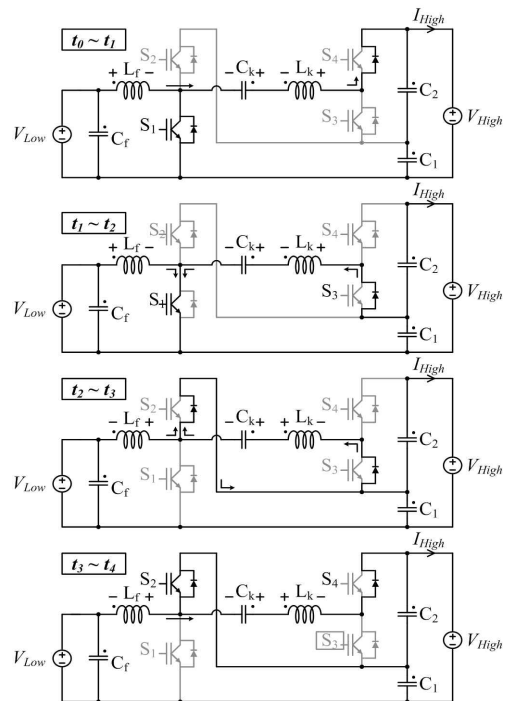 t0 ~ t1
IHigh
S2
S4
+ Lf −
− Ck +
− Lk +
C2
VLow
Cf
S1
S3
VHigh
C1
t1 ~ t2
IHigh
S2
+ Lf −
− Ck +
− Lk +
C2
VLow
Cf
S1
S3
VHigh
C1
t2 ~ t3
IHigh
S2
S4
+ Lf −
− Ck +
+ Lk −
C2
VLow
Cf
S1
S3
VHigh
C1
t3 ~ t4
IHigh
S2
S4
+ Lf −
− Ck +
− Lk +
C2
VLow
Cf
S1
S3
VHigh
C1